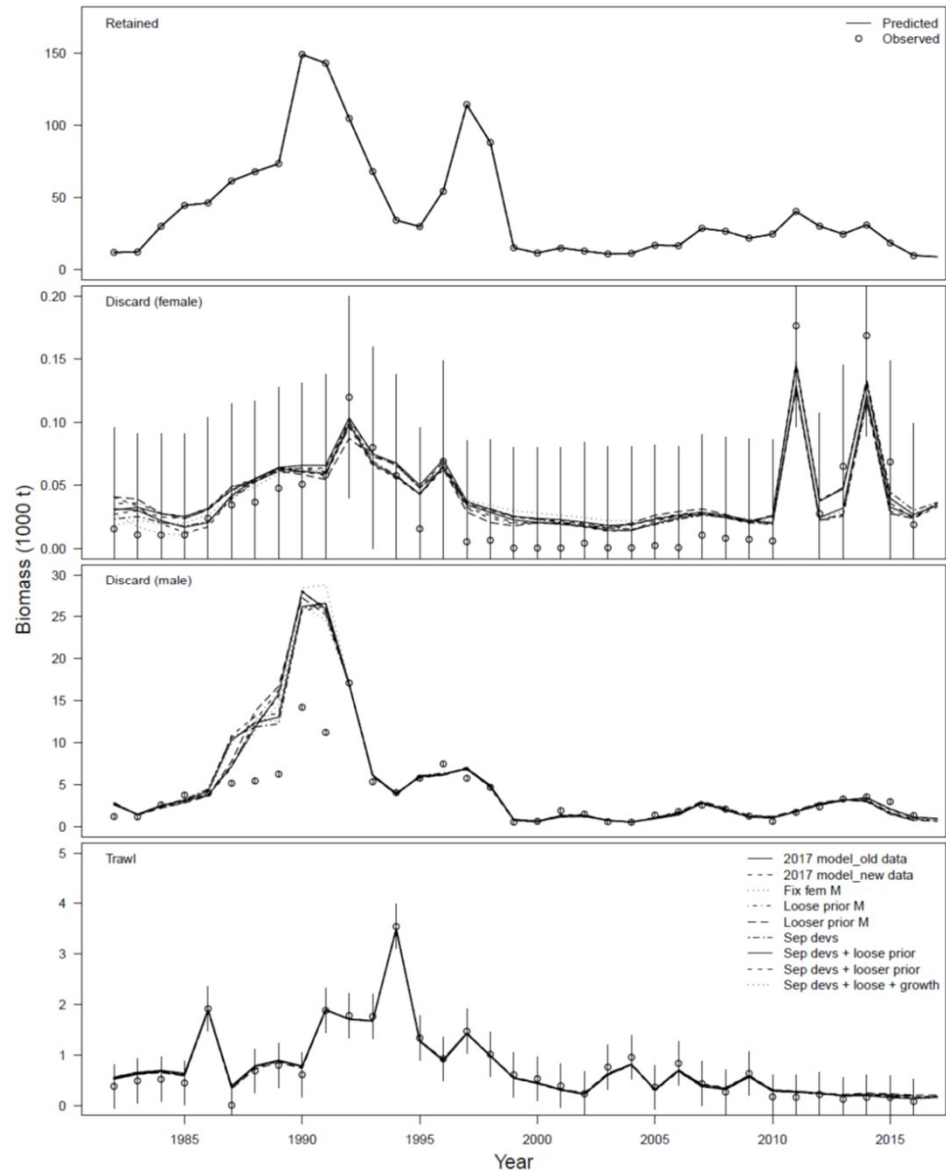 Retained
Predicted
Observed
150
100
50
0
Discard (female)
0.20
0.15
0.10
0.05
0.00
Biomass (1000 t)
Discard (male)
30
25
20
15
10
5
0
Trawl
2017 model_old data
2017 model_new data
Fix fem M
Loose prior M
Looser prior M
Sep devs
Sep devs + loose prior
Sep devs + looser prior
Sep devs + loose + growth
5
4
3
2
1
0
1985 1990 1995 2000 2005 2010 2015
Year